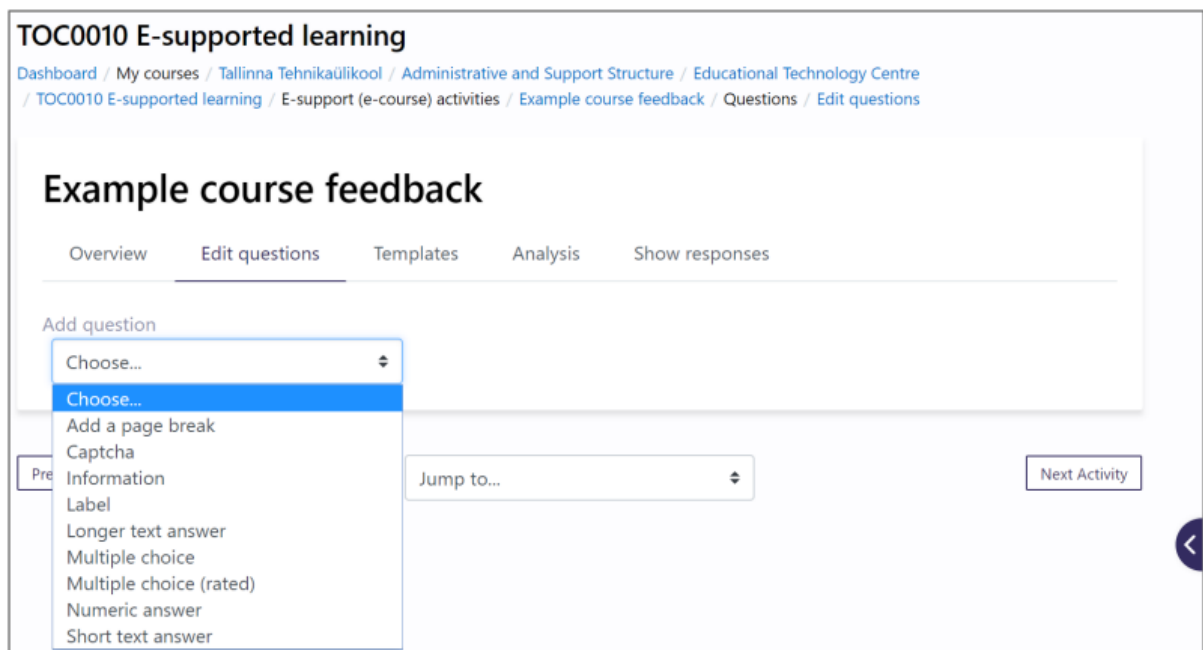 TOC0010 E-supported learning
Dashboard / My courses / Tallinna Tehnikaülikool / Administrative and Support Structure / Educational Technology Centre
/ TOC0010 E-supported learning / E-support (e-course) activities / Example course feedback / Questions / Edit questions
Example course feedback
Overview Edit questions Templates Analysis Show responses
Add question
Choose...
Choose...
Add a page break
Captcha
Information
Label
Longer text answer
Multiple choice
Multiple choice (rated)
Numeric answer
Short text answer
Pre
Jump to...
Next Activity